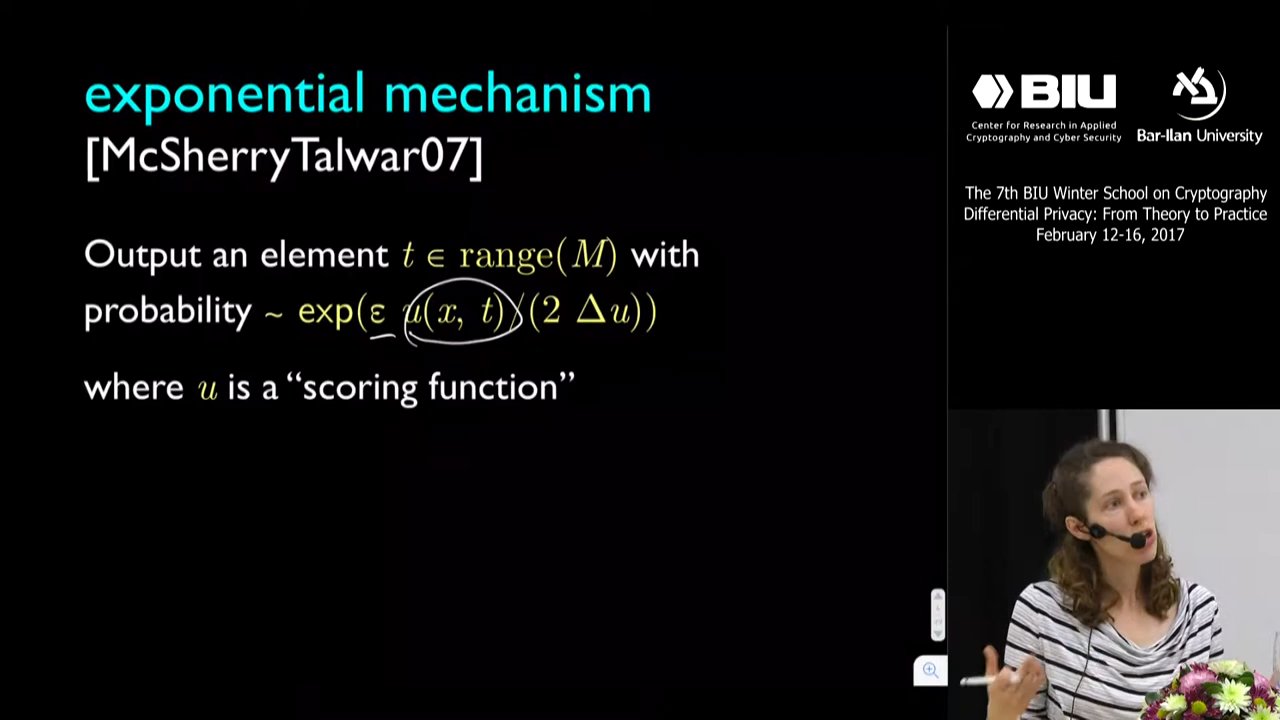 exponential mechanism
[McSherryTalwar07]
Output an element t ∈ range(M) with
probability ~ exp(ε u(x, t)/(2 Δu))
where u is a “scoring function”
BIU
Center for Research in Applied
Cryptography and Cyber Security
Bar-Ilan University
The 7th BIU Winter School on Cryptography
Differential Privacy: From Theory to Practice
February 12-16, 2017